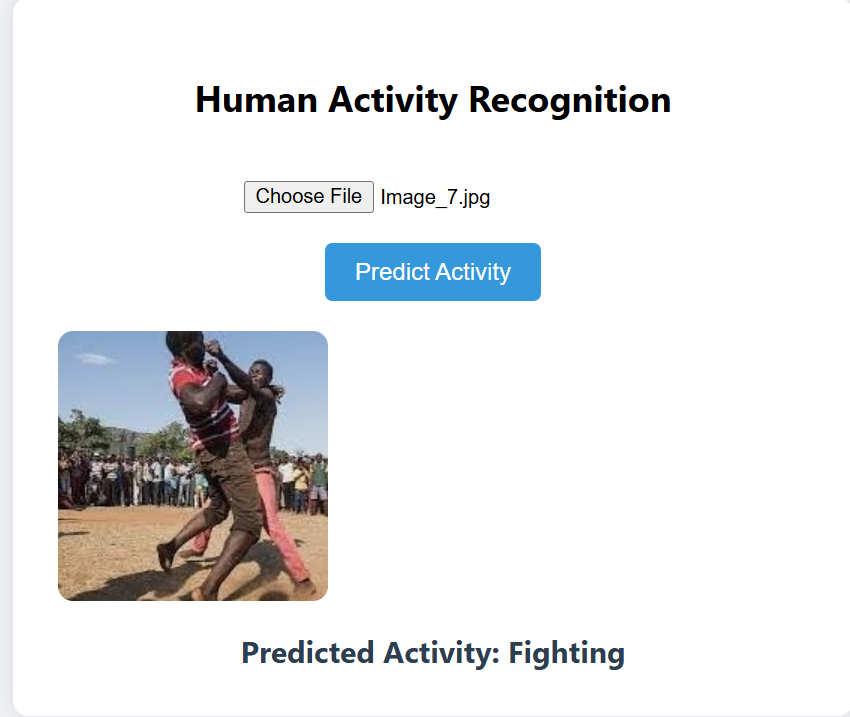 Human Activity Recognition
Choose File Image_7.jpg
Predict Activity
Predicted Activity: Fighting